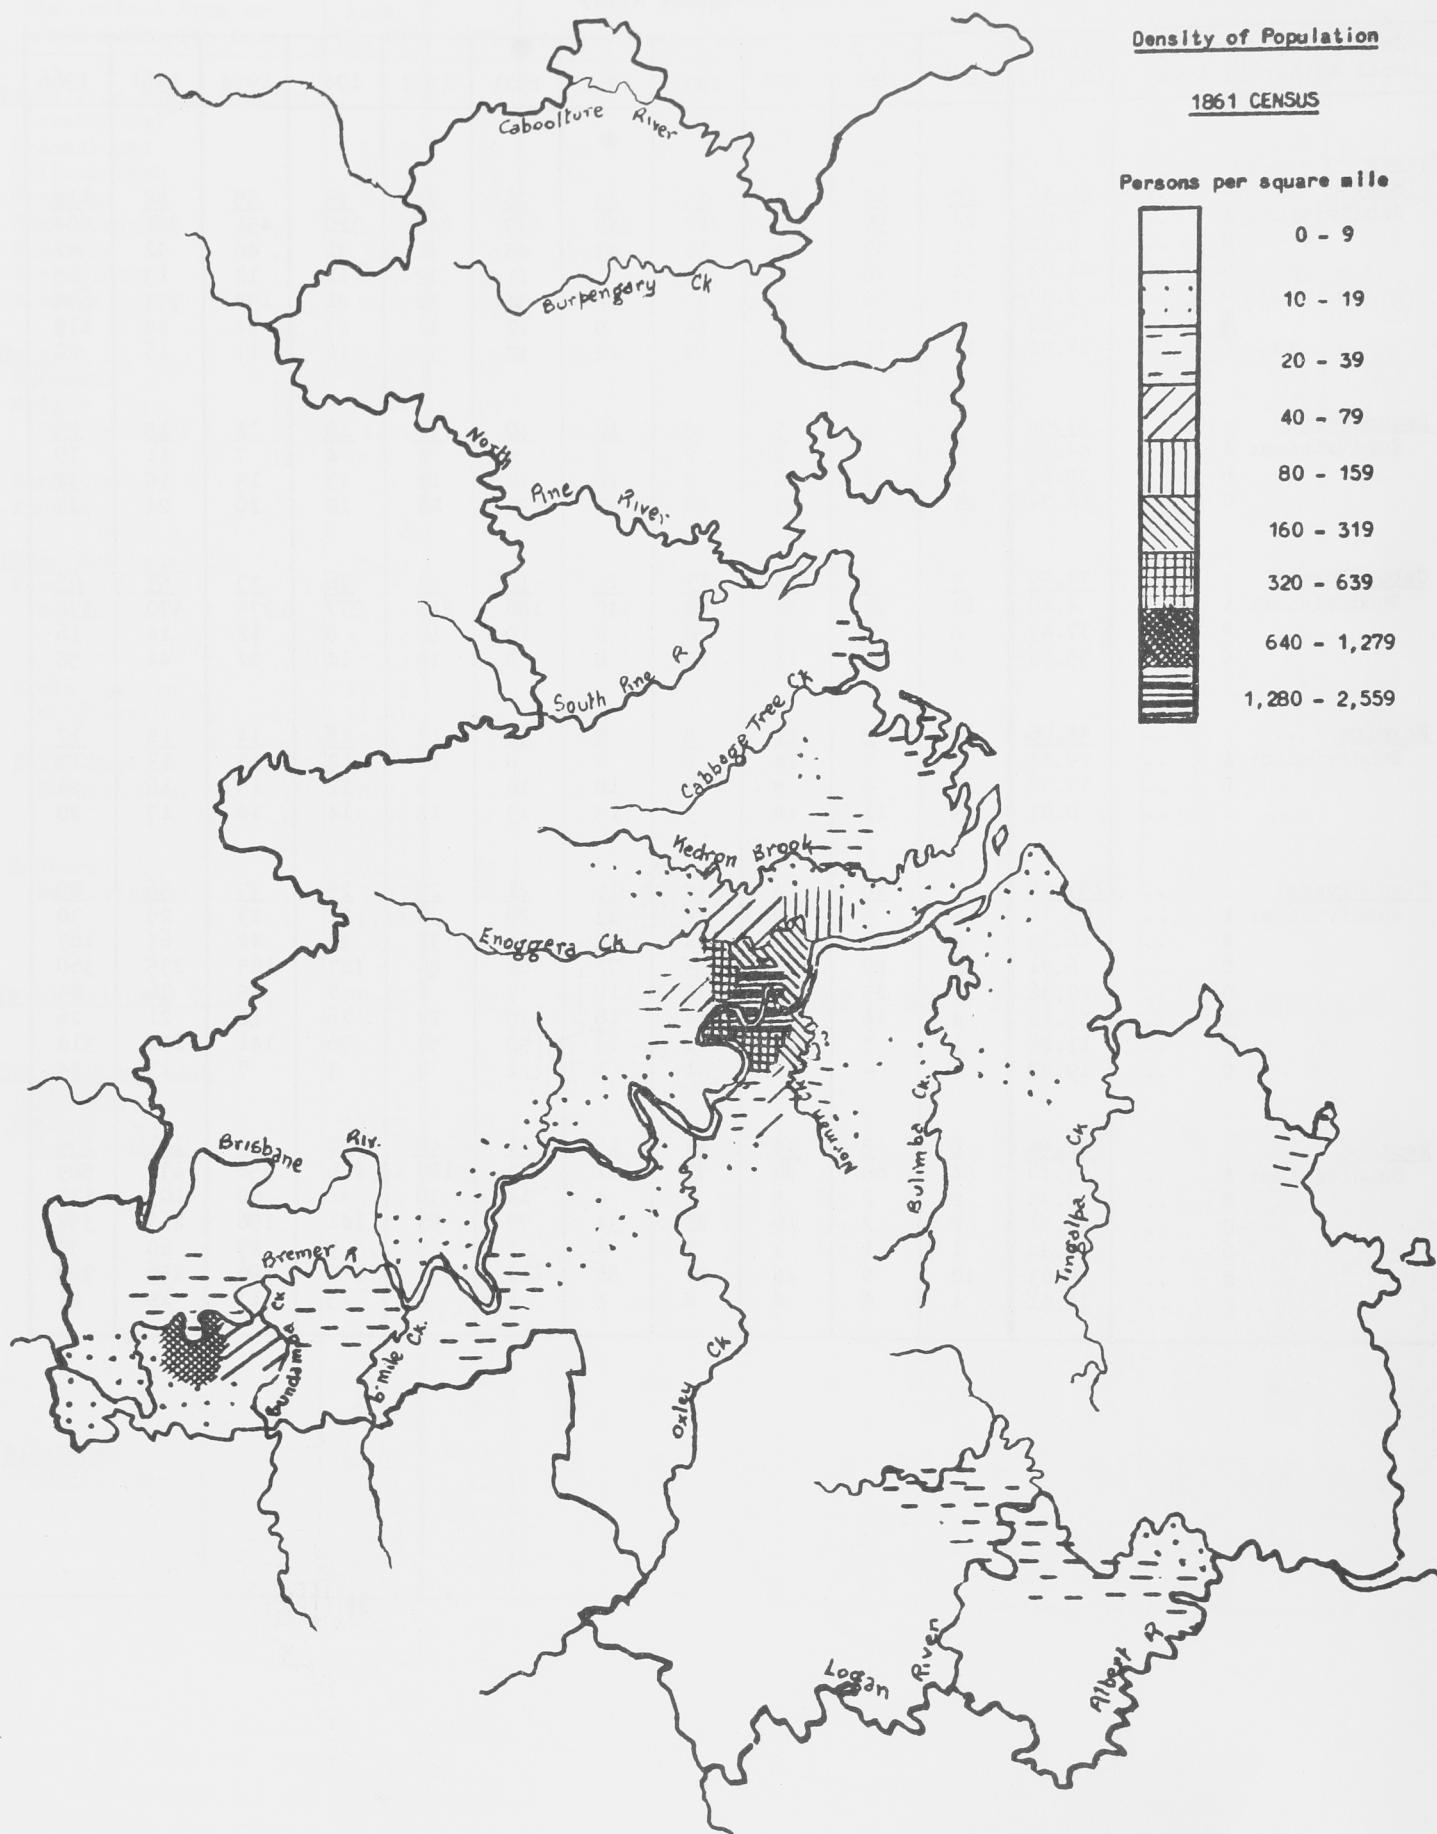 Density of Population
1861 CENSUS
Persons per square mile
0 - 9
10 - 19
20 - 39
40 - 79
80 - 159
160 - 319
320 - 639
640 - 1,279
1,280 - 2,559
Caboolture River
Burpengary Ck
North Pine River
South Pine R
Cabbage Tree Ck
Kedron Brook
Enoggera Ck
Norman Ck
Bulimba Ck.
Tingalpa Ck
Brisbane Riv.
Bremer R
Bundamba Ck
6-Mile Ck.
Oxley Ck
Logan River
Albert R